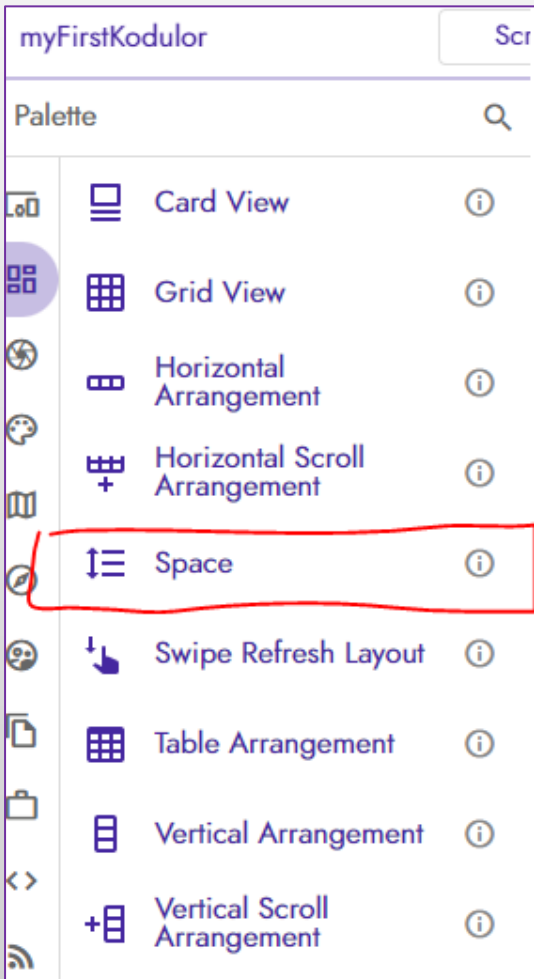 myFirstKodulor
Scr
Palette
Card View
Grid View
Horizontal
Arrangement
Horizontal Scroll
Arrangement
Space
Swipe Refresh Layout
Table Arrangement
Vertical Arrangement
Vertical Scroll
Arrangement